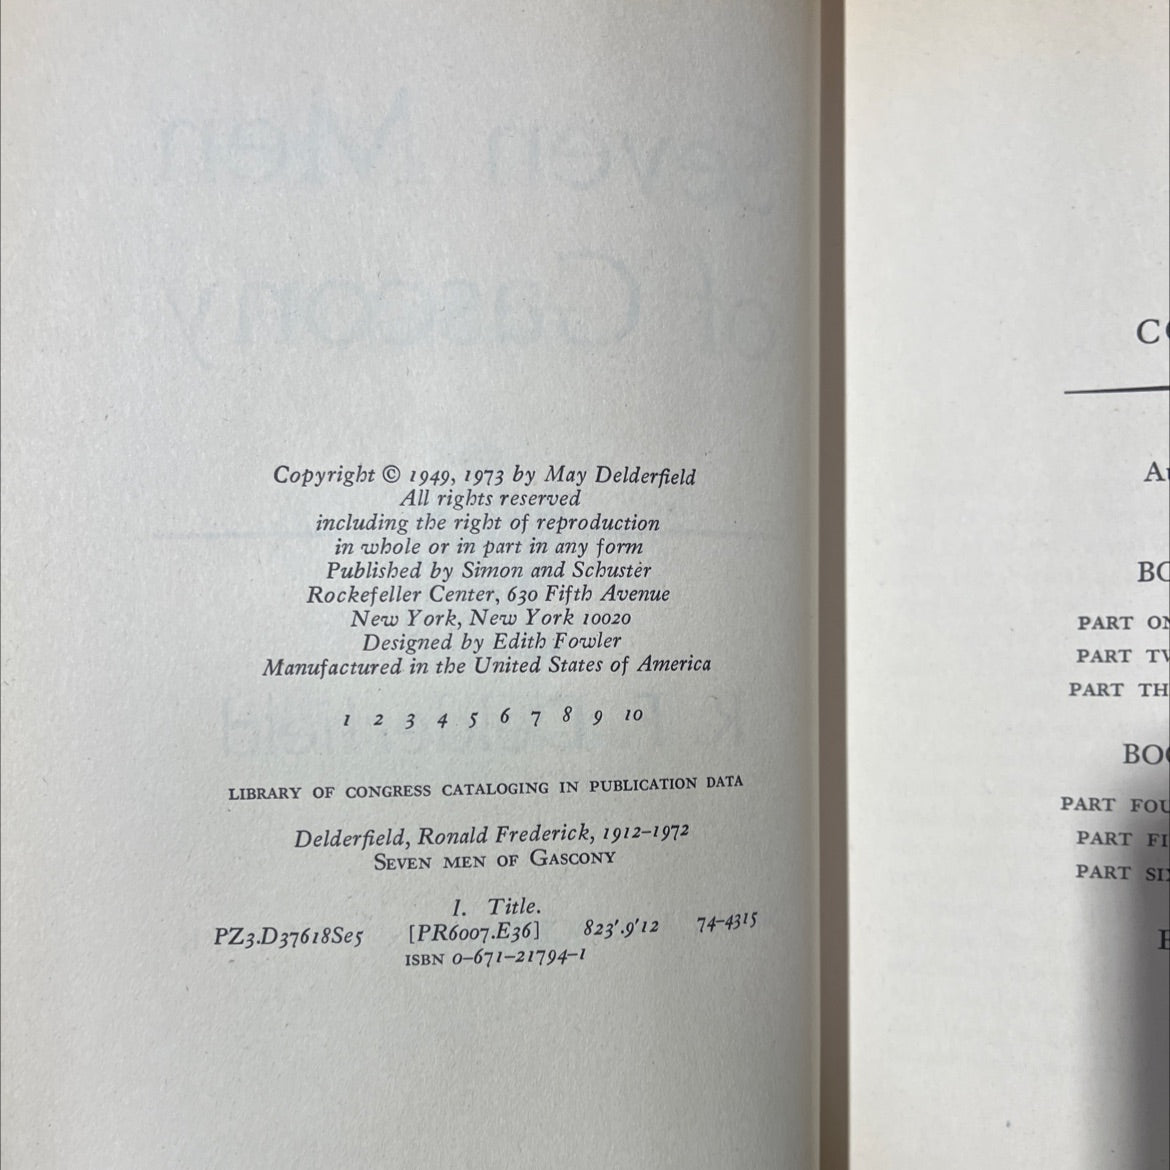 Copyright © 1949, 1973 by May Delderfield
All rights reserved
including the right of reproduction
in whole or in part in any form
Published by Simon and Schuster
Rockefeller Center, 630 Fifth Avenue
New York, New York 10020
Designed by Edith Fowler
Manufactured in the United States of America
1 2 3 4 5 6 7 8 9 10
LIBRARY OF CONGRESS CATALOGING IN PUBLICATION DATA
Delderfield, Ronald Frederick, 1912–1972
SEVEN MEN OF GASCONY
I. Title.
PZ3.D37618Se5 [PR6007.E36] 823'.9'12 74–4315
ISBN 0–671–21794–1
PART
PART
PART
PART
PART
PART